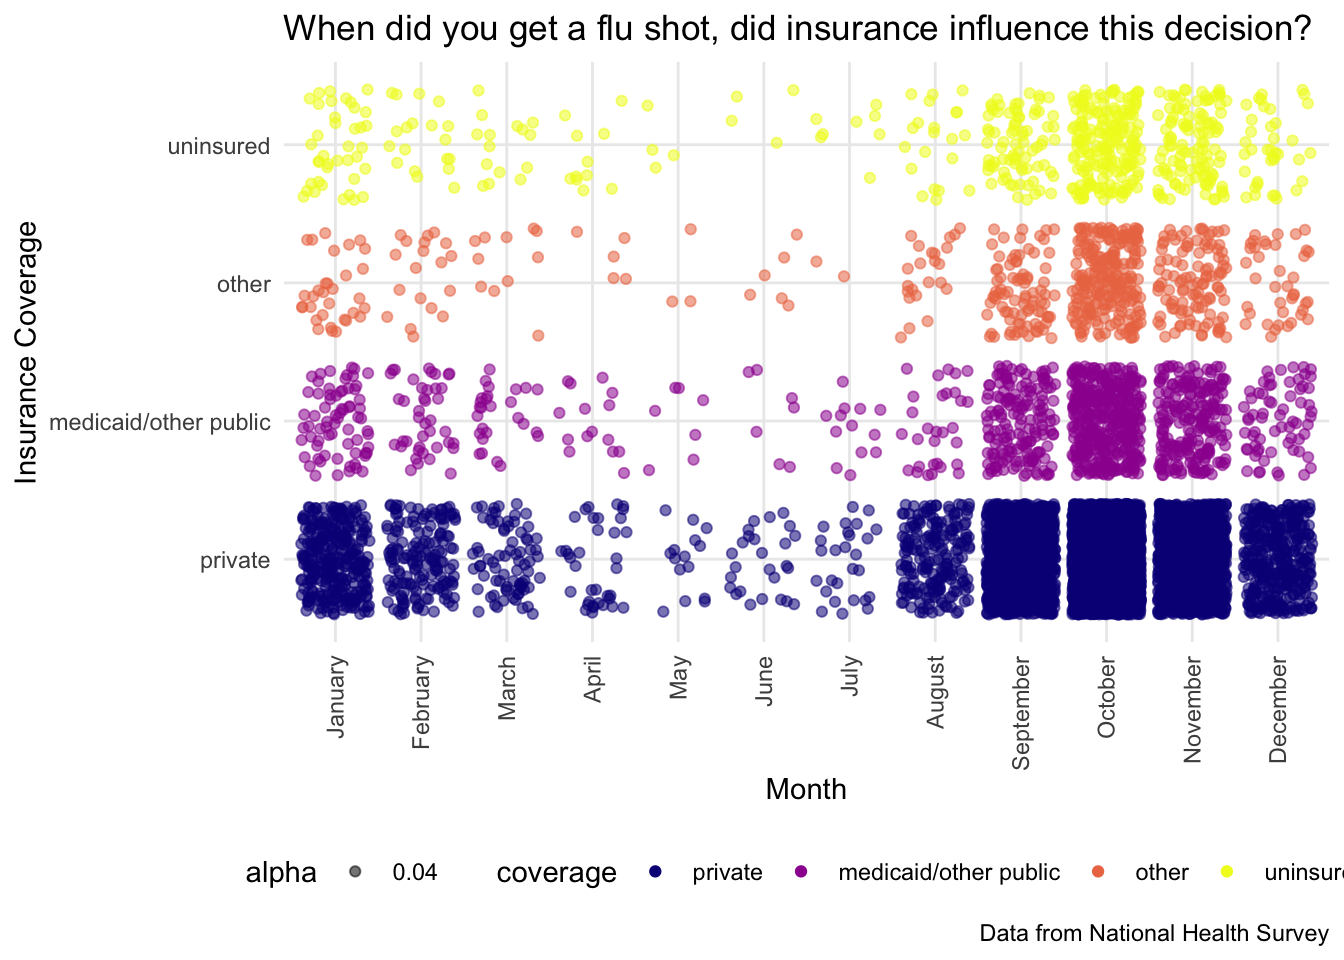 When did you get a flu shot, did insurance influence this decision?
Insurance Coverage
uninsured
other
medicaid/other public
private
January
February
March
April
May
June
July
August
September
October
November
December
Month
alpha 0.04 coverage private medicaid/other public other uninsure
Data from National Health Survey